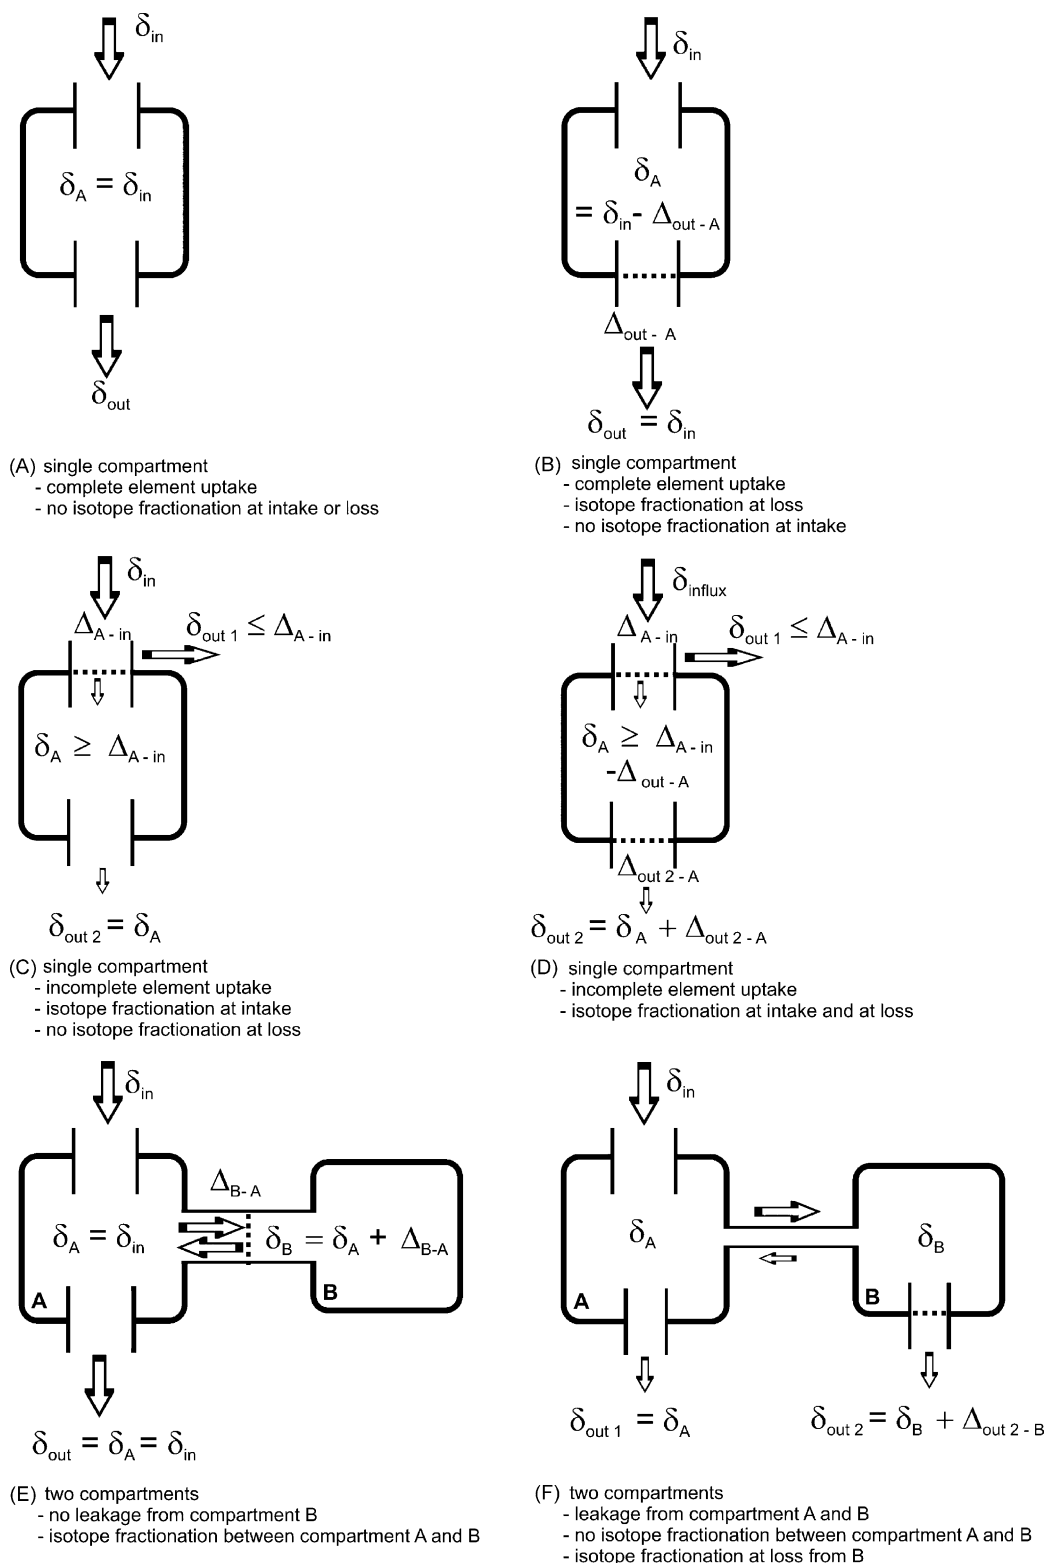 δin
δA = δin
δout
(A) single compartment
- complete element uptake
- no isotope fractionation at intake or loss
δin
δA
= δin- Δout - A
Δout - A
δout = δin
(B) single compartment
- complete element uptake
- isotope fractionation at loss
- no isotope fractionation at intake
δin
ΔA - in
δout 1 ≤ ΔA - in
δA ≥ ΔA - in
δout 2 = δA
(C) single compartment
- incomplete element uptake
- isotope fractionation at intake
- no isotope fractionation at loss
δinflux
ΔA - in
δout 1 ≤ ΔA - in
δA ≥ ΔA - in
-Δout - A
Δout 2 - A
δout 2 = δA + Δout 2 - A
(D) single compartment
- incomplete element uptake
- isotope fractionation at intake and at loss
δin
ΔB- A
δA = δin
δB = δA + ΔB-A
A
B
δout = δA = δin
(E) two compartments
- no leakage from compartment B
- isotope fractionation between compartment A and B
δin
δA
δB
A
B
δout 1 = δA
δout 2 = δB + Δout 2 - B
(F) two compartments
- leakage from compartment A and B
- no isotope fractionation between compartment A and B
- isotope fractionation at loss from B